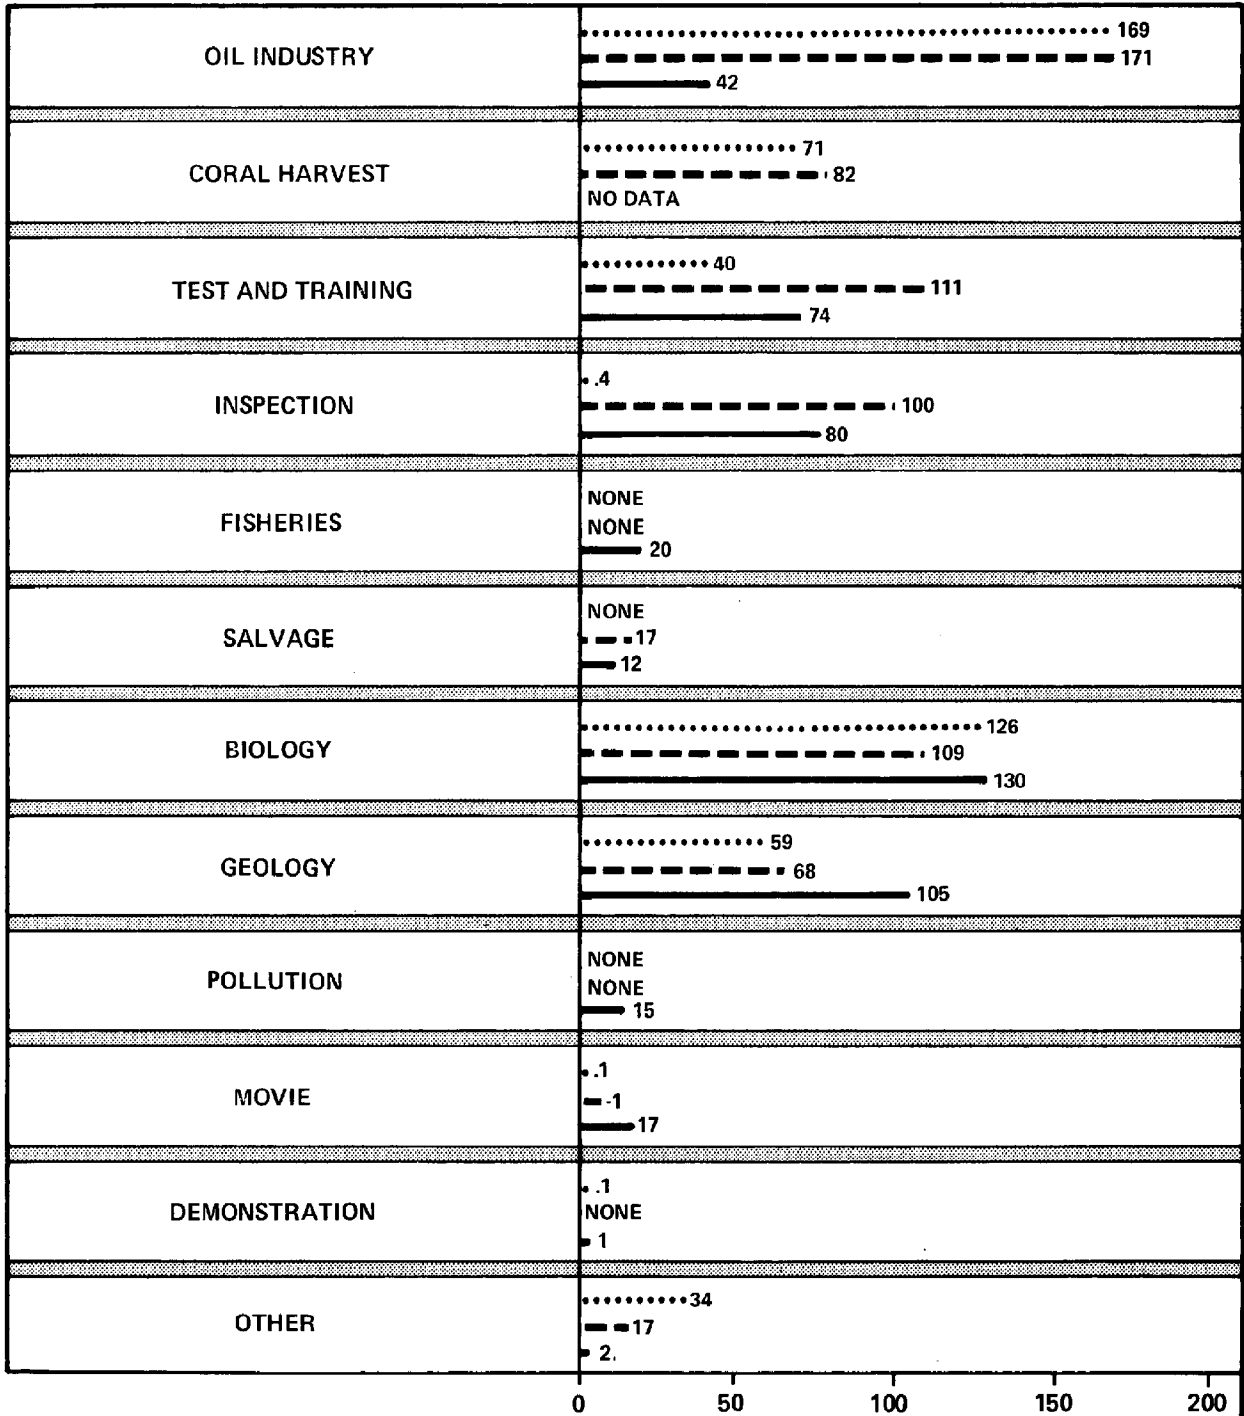 169
OIL INDUSTRY 171
42
71
CORAL HARVEST 82
NO DATA
40
TEST AND TRAINING 111
74
.4
INSPECTION 100
80
NONE
FISHERIES NONE
20
NONE
SALVAGE 17
12
126
BIOLOGY 109
130
59
GEOLOGY 68
105
NONE
POLLUTION NONE
15
.1
MOVIE -1
17
.1
DEMONSTRATION NONE
1
34
OTHER 17
2.
0 50 100 150 200